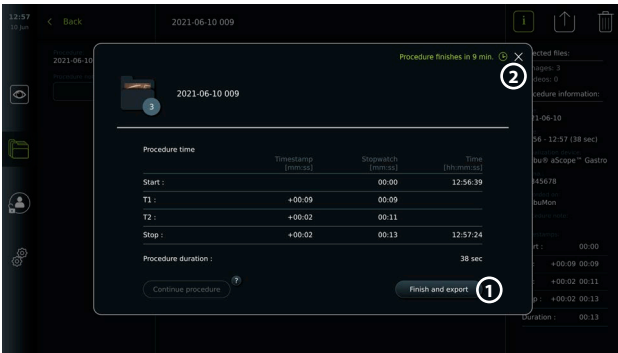 12:57
10 Jun
Back
2021-06-10 009
i
Procedure
2021-06-10
Procedure finishes in 9 min.
2
3
2021-06-10 009
Procedure time
Timestamp [mm:ss]
Stopwatch [mm:ss]
Time [hh:mm:ss]
Start : 00:00 12:56:39
T1 : +00:09 00:09
T2 : +00:02 00:11
Stop : +00:02 00:13 12:57:24
Procedure duration : 38 sec
Continue procedure ?
Finish and export 1
ected files:
ages: 3
deos: 0
cedure information:
21-06-10
56 - 12:57 (38 sec)
bu® aScope™ Gastro
345678
buMon
rt : 00:00
: +00:09 00:09
: +00:02 00:11
p : +00:02 00:13
Duration : 00:13